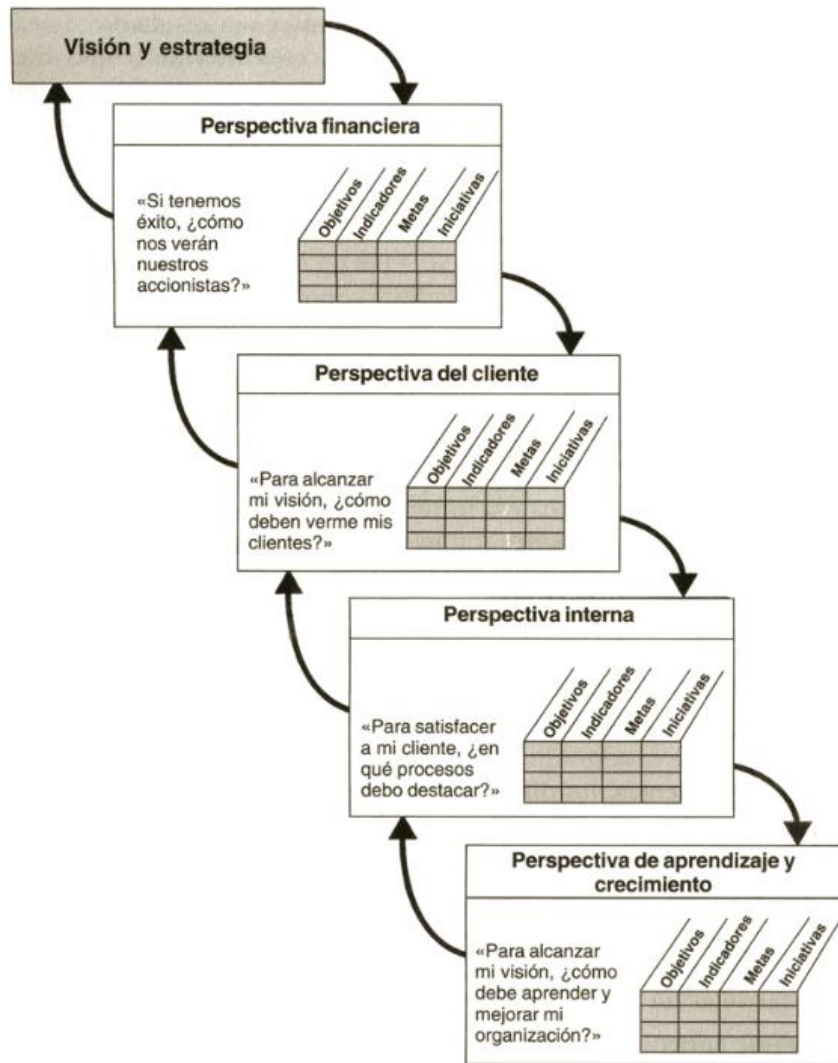 Visión y estrategia
Perspectiva financiera
«Si tenemos
éxito, ¿cómo
nos verán
nuestros
accionistas?»
Objetivos
Indicadores
Metas
Iniciativas
Perspectiva del cliente
«Para alcanzar
mi visión, ¿cómo
deben verme mis
clientes?»
Objetivos
Indicadores
Metas
Iniciativas
Perspectiva interna
«Para satisfacer
a mi cliente, ¿en
qué procesos
debo destacar?»
Objetivos
Indicadores
Metas
Iniciativas
Perspectiva de aprendizaje y
crecimiento
«Para alcanzar
mi visión, ¿cómo
debe aprender y
mejorar mi
organización?»
Objetivos
Indicadores
Metas
Iniciativas